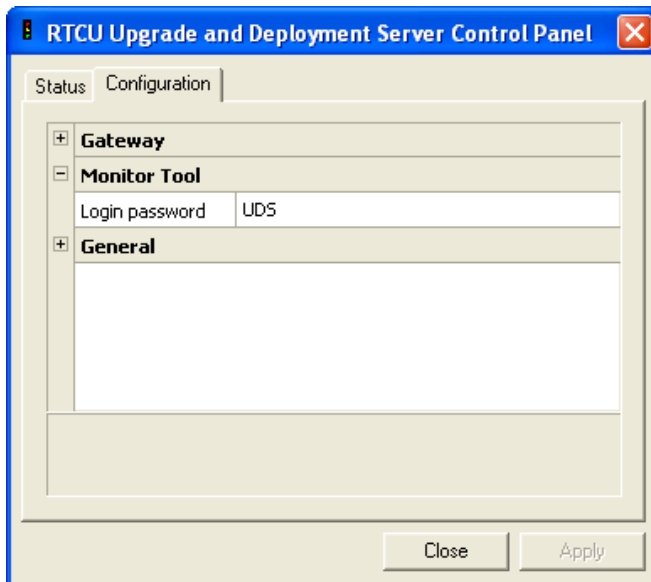 RTCU Upgrade and Deployment Server Control Panel
Status Configuration
Gateway
Monitor Tool
Login password UDS
General
Close Apply